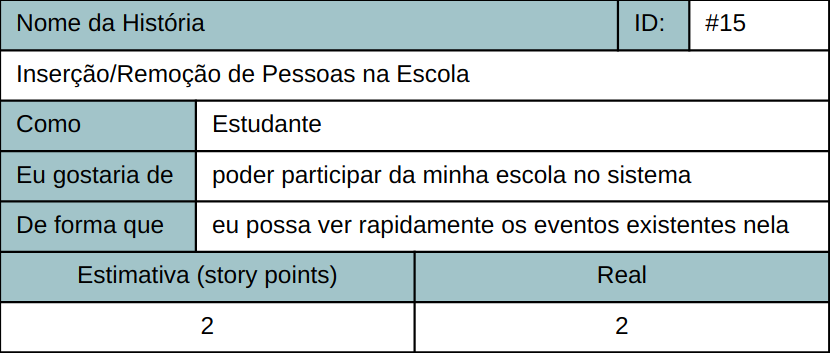 Nome da História ID: #15
Inserção/Remoção de Pessoas na Escola
Como Estudante
Eu gostaria de poder participar da minha escola no sistema
De forma que eu possa ver rapidamente os eventos existentes nela
Estimativa (story points) Real
2 2